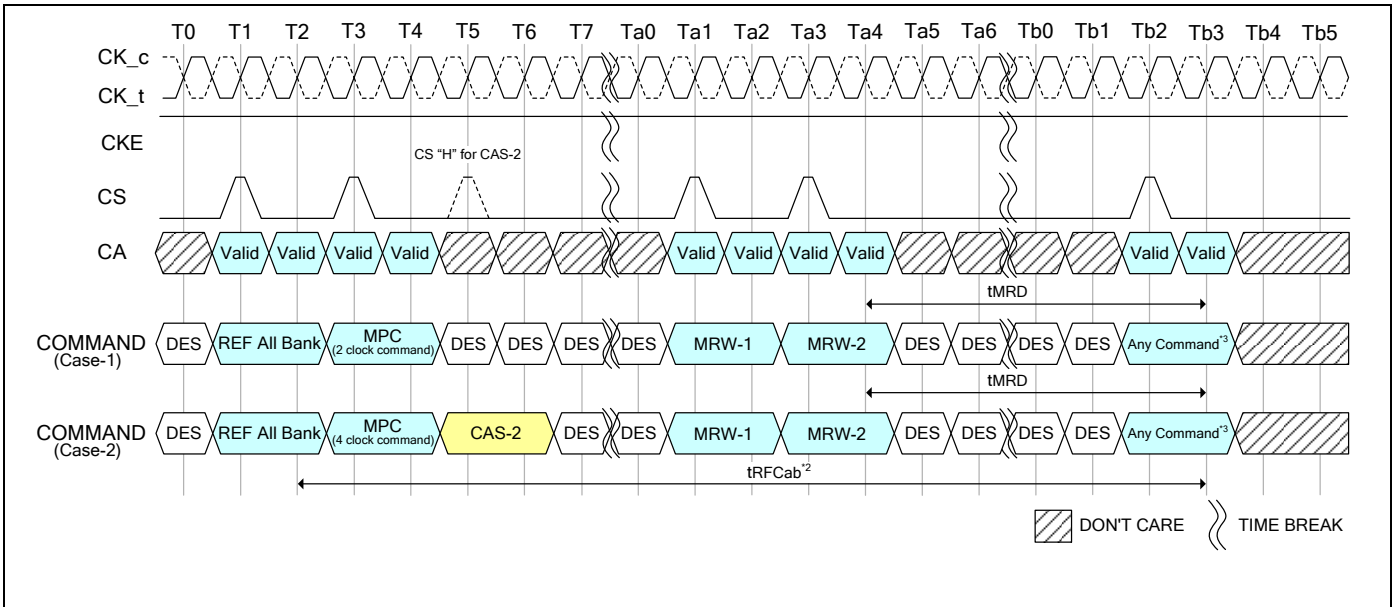 T0 T1 T2 T3 T4 T5 T6 T7 Ta0 Ta1 Ta2 Ta3 Ta4 Ta5 Ta6 Tb0 Tb1 Tb2 Tb3 Tb4 Tb5
CK_c
CK_t
CKE
CS "H" for CAS-2
CS
CA Valid Valid Valid Valid Valid Valid Valid Valid Valid Valid
tMRD
COMMAND (Case-1) DES REF All Bank MPC (2 clock command) DES DES DES DES MRW-1 MRW-2 DES DES DES DES Any Command*3
tMRD
COMMAND (Case-2) DES REF All Bank MPC (4 clock command) CAS-2 DES DES MRW-1 MRW-2 DES DES DES DES Any Command*3
tRFCab*2
DON'T CARE TIME BREAK